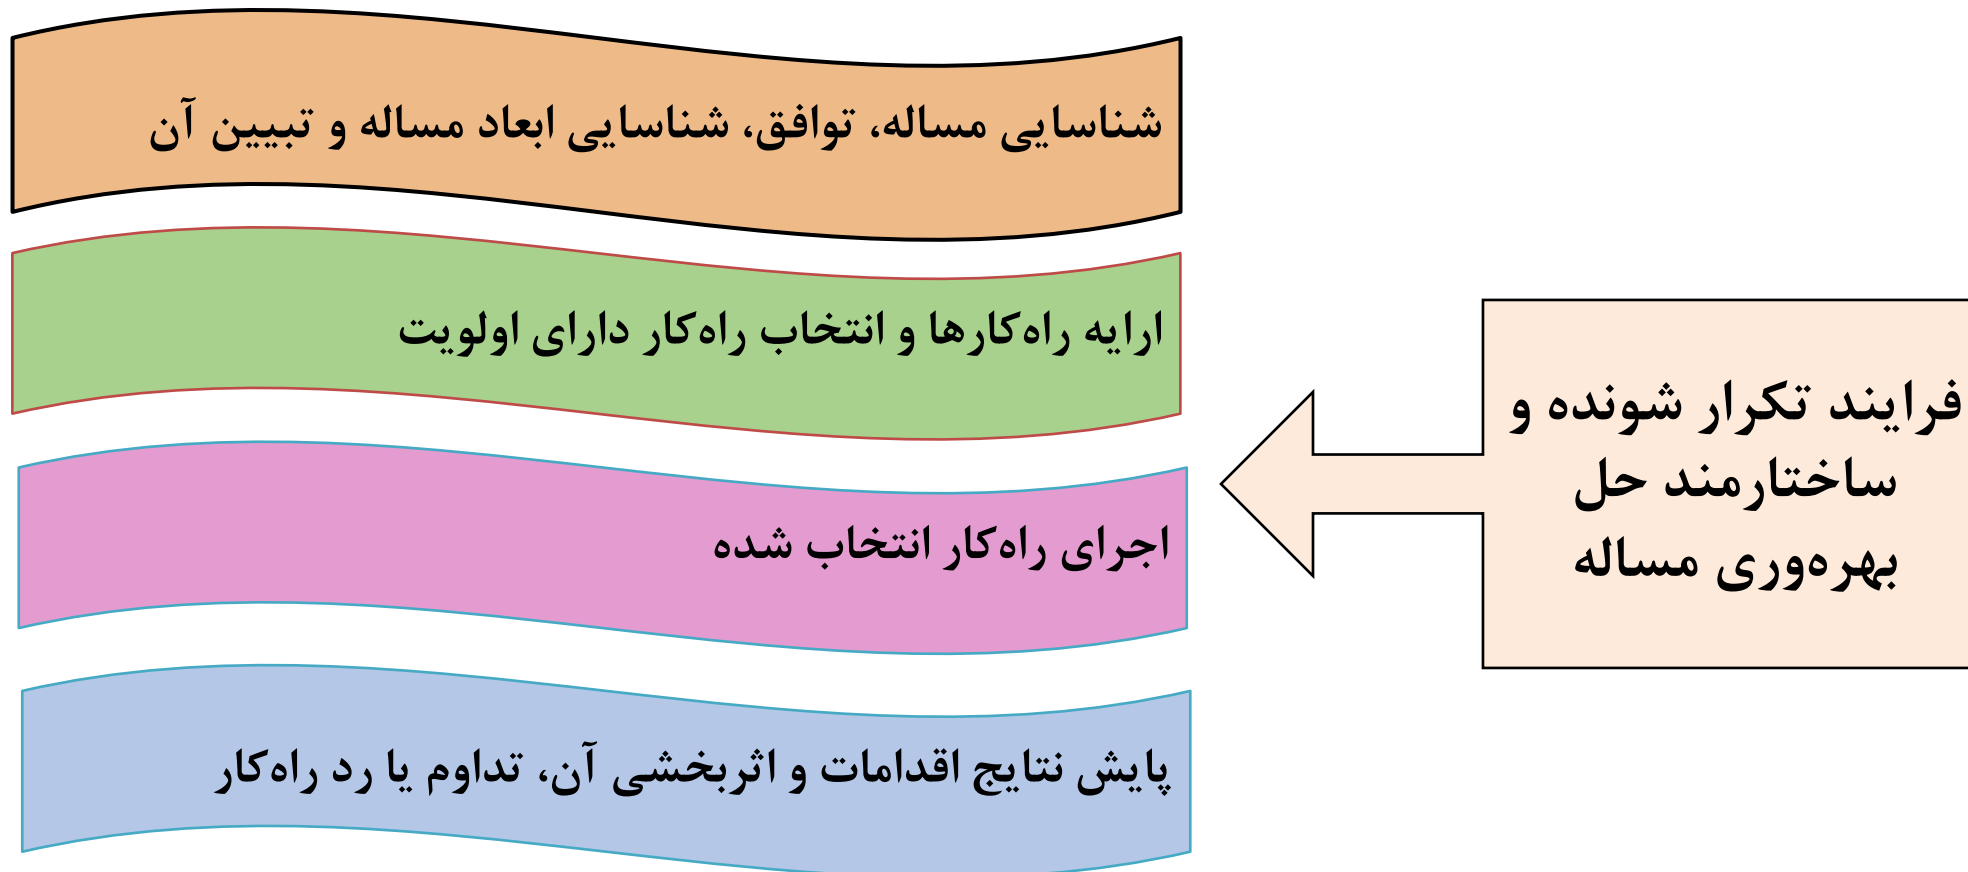 شناسایی مساله، توافق، شناسایی ابعاد مساله و تبیین آن
ارایه راه‌کارها و انتخاب راه‌کار دارای اولویت
اجرای راه‌کار انتخاب شده
پایش نتایج اقدامات و اثربخشی آن، تداوم یا رد راه‌کار
فرایند تکرار شونده و
ساختارمند حل
بهره‌وری مساله